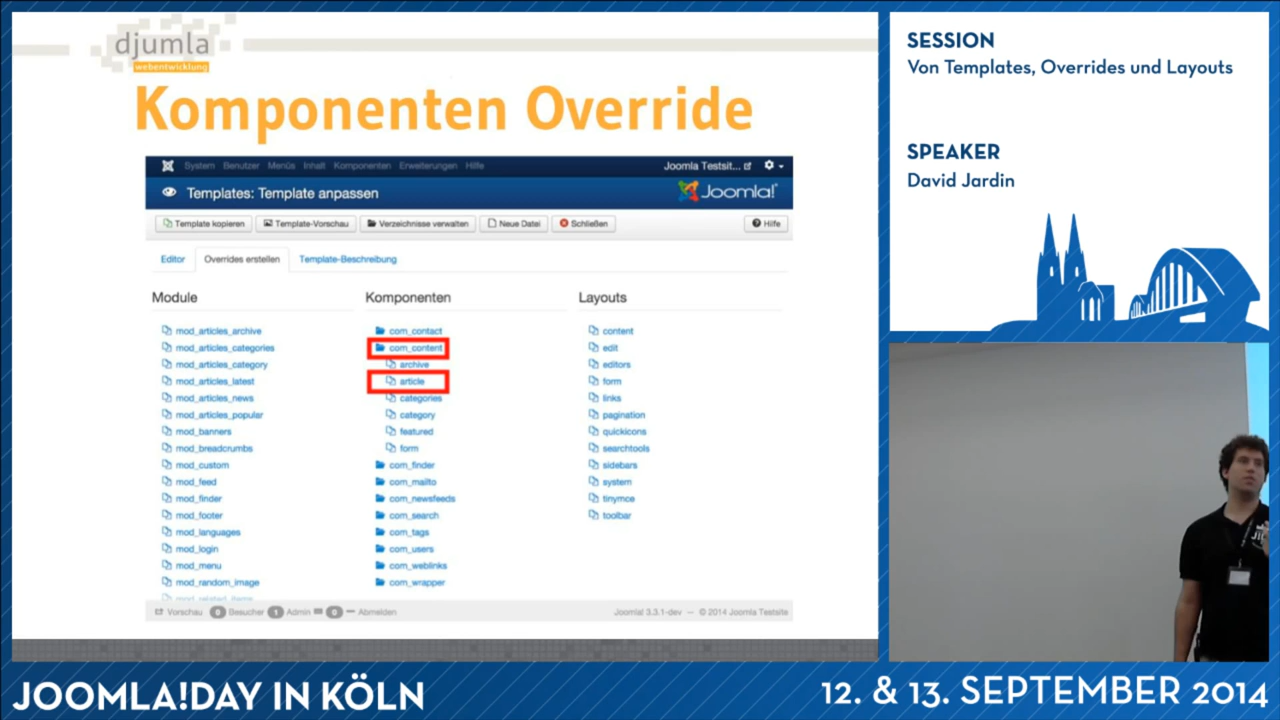 djumla
webentwicklung
Komponenten Override
System Benutzer Menüs Inhalt Komponenten Erweiterungen Hilfe
Joomla Testsit...
Templates: Template anpassen
Joomla!
Template kopieren
Template-Vorschau
Verzeichnisse verwalten
Neue Datei
Schließen
Hilfe
Editor
Overrides erstellen
Template-Beschreibung
Module
mod_articles_archive
mod_articles_categories
mod_articles_category
mod_articles_latest
mod_articles_news
mod_articles_popular
mod_banners
mod_breadcrumbs
mod_custom
mod_feed
mod_finder
mod_footer
mod_languages
mod_login
mod_menu
mod_random_image
mod_related_items
Komponenten
com_contact
com_content
archive
article
categories
category
featured
form
com_finder
com_mailto
com_newsfeeds
com_search
com_tags
com_users
com_weblinks
com_wrapper
Layouts
content
edit
editors
form
links
pagination
quickicons
searchtools
sidebars
system
tinymce
toolbar
Vorschau 0 Besucher 1 Admin 0 Abmelden
Joomla! 3.3.1-dev — © 2014 Joomla Testsite
SESSION
Von Templates, Overrides und Layouts
SPEAKER
David Jardin
JOOMLA!DAY IN KÖLN
12. & 13. SEPTEMBER 2014